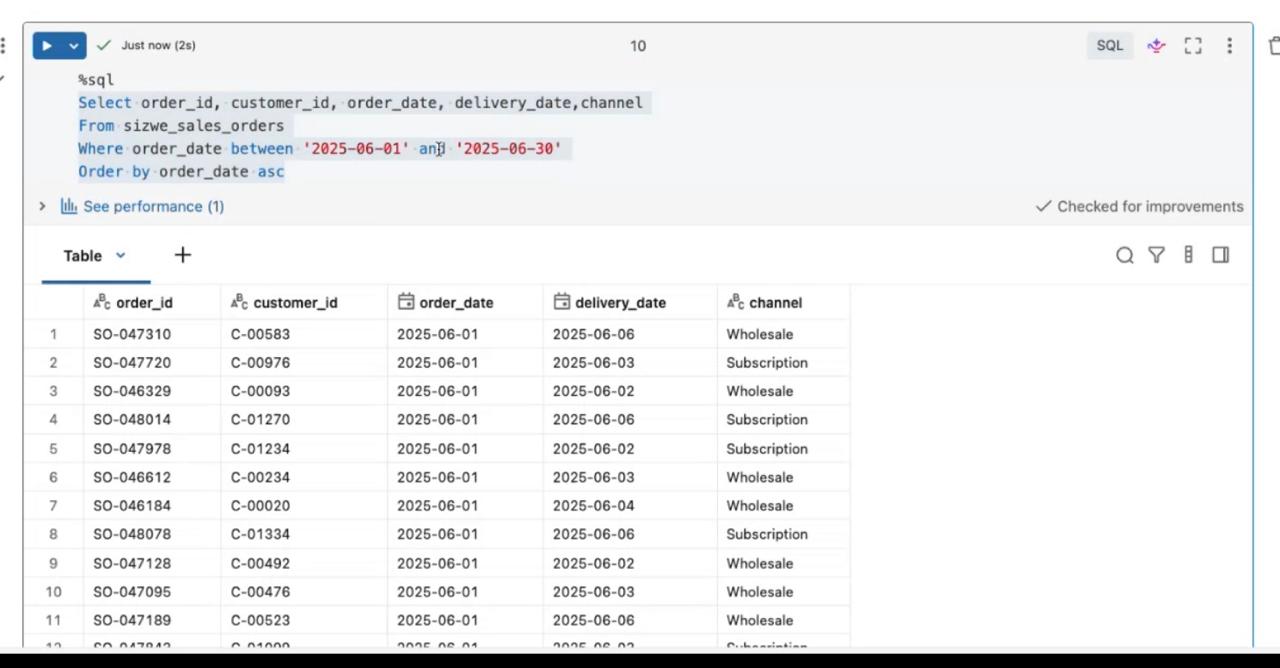 Just now (2s)
10
SQL
%sql
Select order_id, customer_id, order_date, delivery_date,channel
From sizwe_sales_orders
Where order_date between '2025-06-01' and '2025-06-30'
Order by order_date asc
See performance (1)
Checked for improvements
Table
order_id customer_id order_date delivery_date channel
1 SO-047310 C-00583 2025-06-01 2025-06-06 Wholesale
2 SO-047720 C-00976 2025-06-01 2025-06-03 Subscription
3 SO-046329 C-00093 2025-06-01 2025-06-02 Wholesale
4 SO-048014 C-01270 2025-06-01 2025-06-06 Subscription
5 SO-047978 C-01234 2025-06-01 2025-06-02 Subscription
6 SO-046612 C-00234 2025-06-01 2025-06-03 Wholesale
7 SO-046184 C-00020 2025-06-01 2025-06-04 Wholesale
8 SO-048078 C-01334 2025-06-01 2025-06-06 Subscription
9 SO-047128 C-00492 2025-06-01 2025-06-02 Wholesale
10 SO-047095 C-00476 2025-06-01 2025-06-03 Wholesale
11 SO-047189 C-00523 2025-06-01 2025-06-06 Wholesale
12 2025-06-01 Subscription